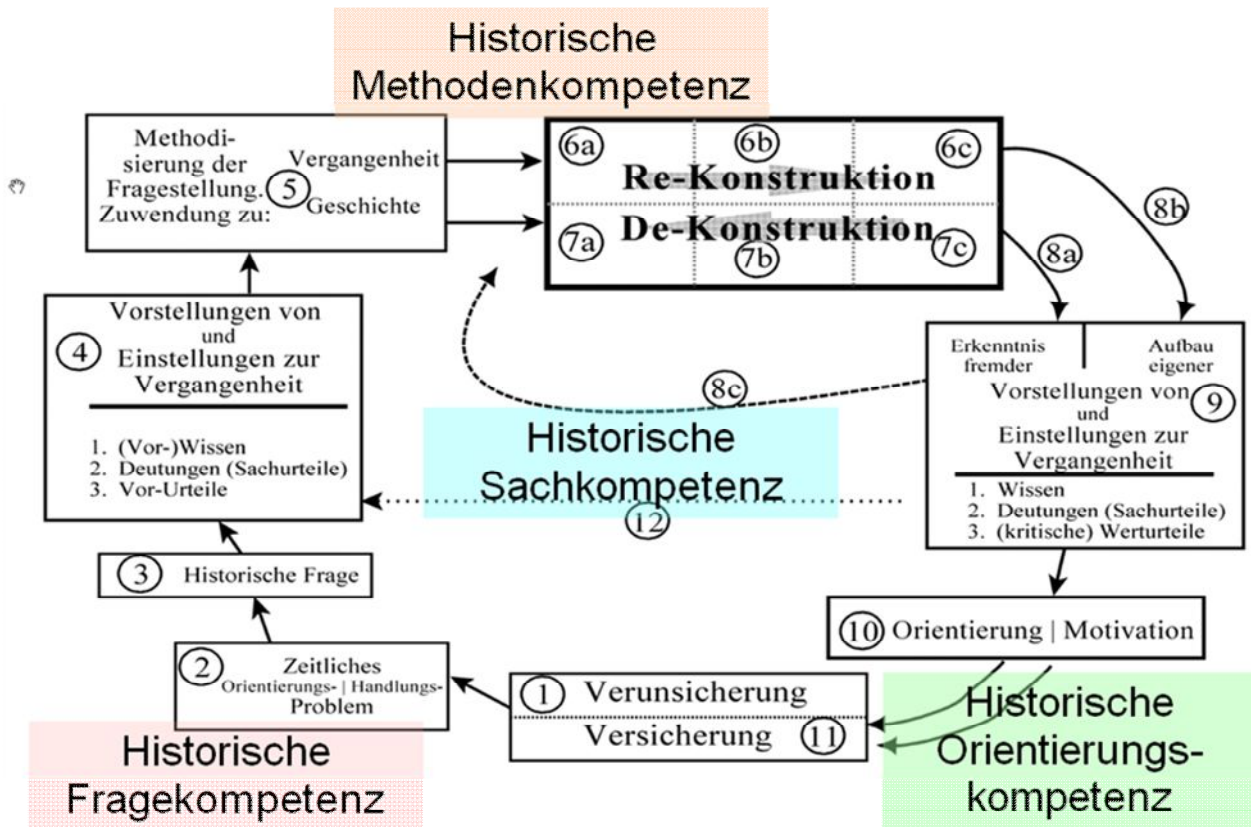 Historische
Methodenkompetenz
Methodi-
sierung der
Fragestellung.
Zuwendung zu:
5
Vergangenheit
Geschichte
6a
6b
6c
Re-Konstruktion
De-Konstruktion
7a
7b
7c
8b
8a
4
Vorstellungen von
und
Einstellungen zur
Vergangenheit
1. (Vor-)Wissen
2. Deutungen (Sachurteile)
3. Vor-Urteile
8c
Erkenntnis
fremder
Aufbau
eigener
Vorstellungen von
9
und
Einstellungen zur
Vergangenheit
1. Wissen
2. Deutungen (Sachurteile)
3. (kritische) Werturteile
Historische
Sachkompetenz
12
3 Historische Frage
10 Orientierung | Motivation
2
Zeitliches
Orientierungs- | Handlungs-
Problem
1 Verunsicherung
Versicherung 11
Historische
Fragekompetenz
Historische
Orientierungs-
kompetenz